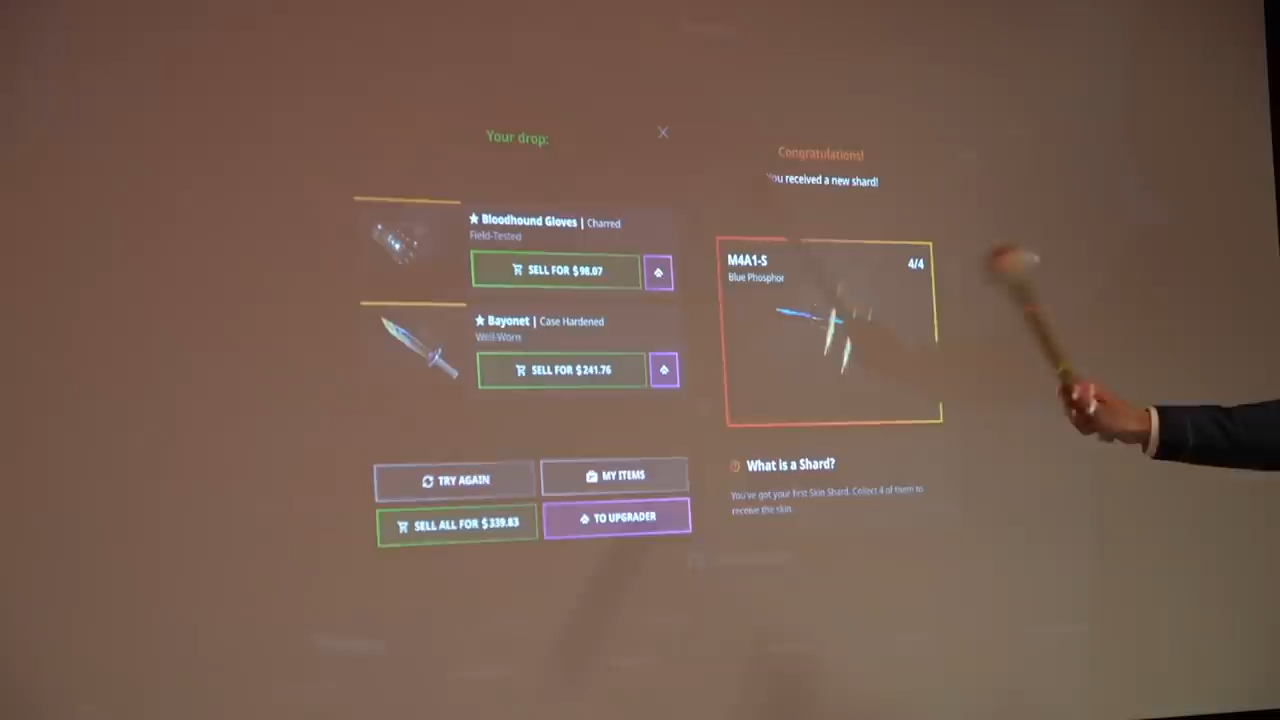 Your drop:
★ Bloodhound Gloves | Charred
Field-Tested
SELL FOR $98.07
★ Bayonet | Case Hardened
Well-Worn
SELL FOR $241.76
TRY AGAIN
MY ITEMS
SELL ALL FOR $339.83
TO UPGRADER
Congratulations!
You received a new shard!
M4A1-S
4/4
Blue Phosphor
What is a Shard?
You've got your first Skin Shard. Collect 4 of them to
receive the skin.